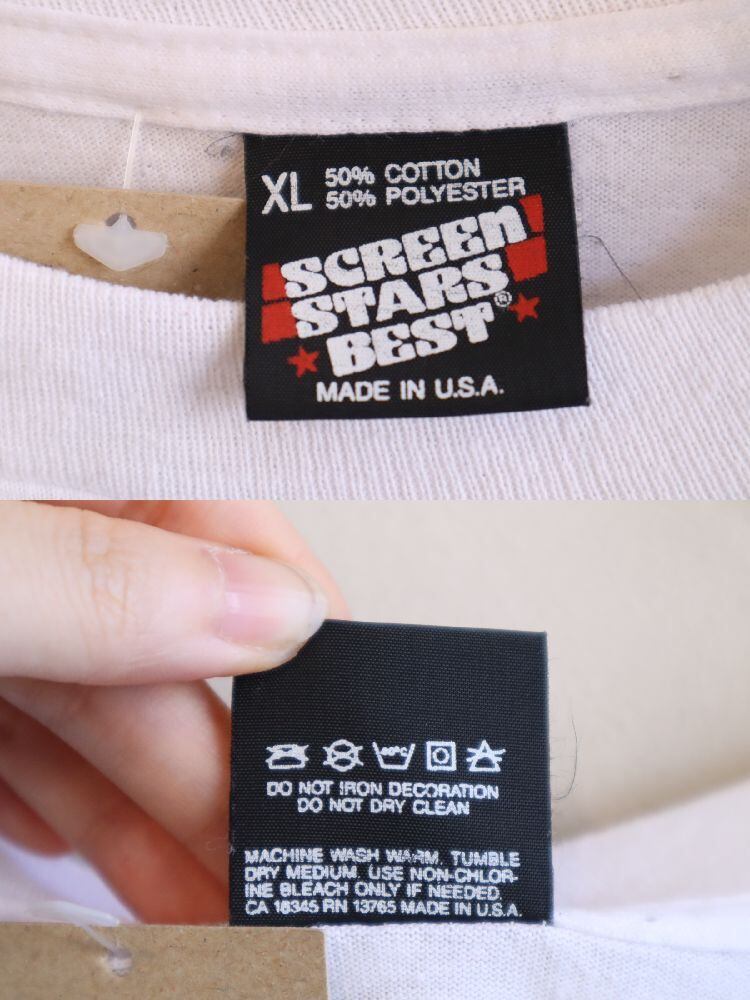 XL 50% COTTON
50% POLYESTER
SCREEN
STARS
BEST®
MADE IN U.S.A.
40°C
DO NOT IRON DECORATION
DO NOT DRY CLEAN
MACHINE WASH WARM. TUMBLE
DRY MEDIUM. USE NON-CHLOR-
INE BLEACH ONLY IF NEEDED.
CA 18345 RN 13765 MADE IN U.S.A.